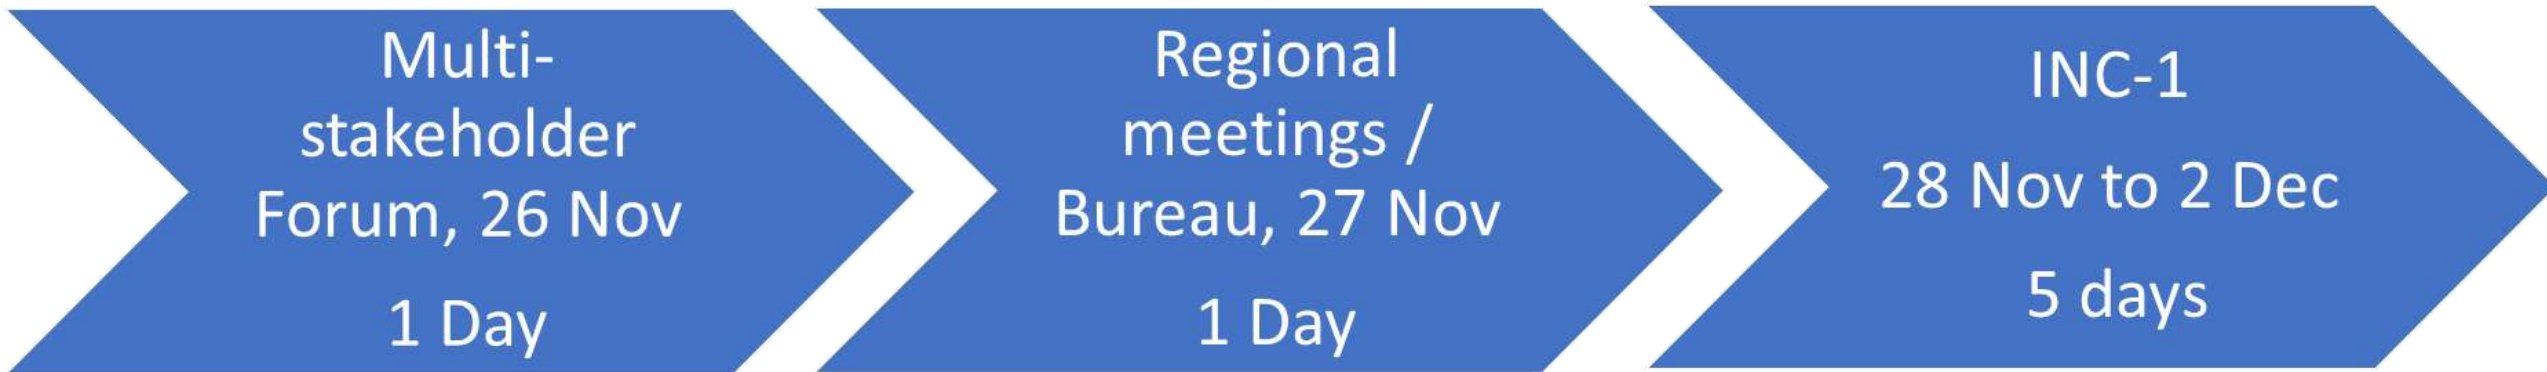 Multi-
stakeholder
Forum, 26 Nov
1 Day
Regional
meetings /
Bureau, 27 Nov
1 Day
INC-1
28 Nov to 2 Dec
5 days